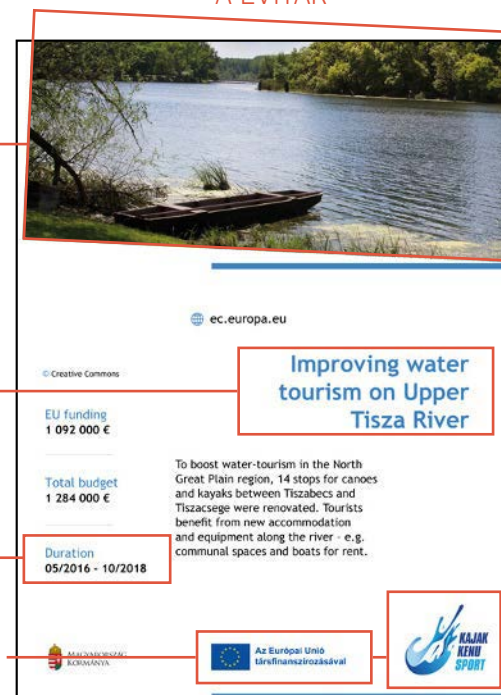 A EVITAR
ec.europa.eu
© Creative Commons
Improving water
tourism on Upper
Tisza River
EU funding
1 092 000 €
Total budget
1 284 000 €
To boost water-tourism in the North
Great Plain region, 14 stops for canoes
and kayaks between Tiszabecs and
Tiszacsege were renovated. Tourists
benefit from new accommodation
and equipment along the river - e.g.
communal spaces and boats for rent.
Duration
05/2016 - 10/2018
MAGYARORSZÁG
KORMÁNYA
Az Európai Unió
társfinanszírozásával
KAJAK
KENU
SPORT